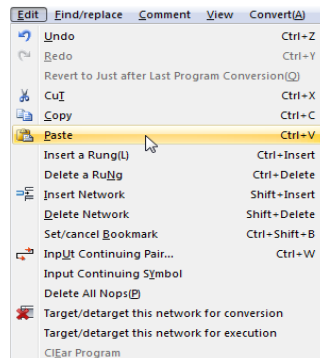 Edit Find/replace Comment View Convert(A)
Undo Ctrl+Z
Redo Ctrl+Y
Revert to Just after Last Program Conversion(Q)
CuT Ctrl+X
Copy Ctrl+C
Paste Ctrl+V
Insert a Rung(L) Ctrl+Insert
Delete a RuNg Ctrl+Delete
Insert Network Shift+Insert
Delete Network Shift+Delete
Set/cancel Bookmark Ctrl+Shift+B
InpUt Continuing Pair... Ctrl+W
Input Continuing SYmbol
Delete All Nops(P)
Target/detarget this network for conversion
Target/detarget this network for execution
ClEar Program